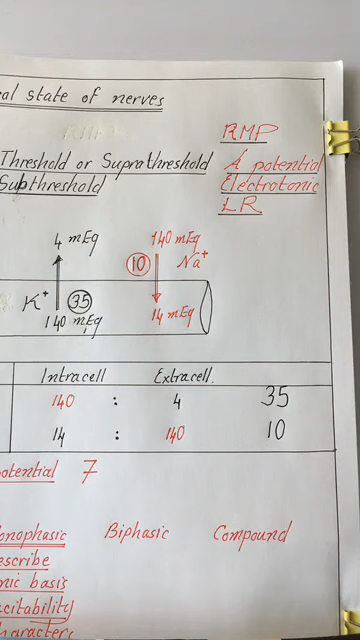 al state of nerves
RMP
Threshold or Suprathreshold A potential
Subthreshold Electrotonic
LR
4 mEq 140 mEq
10 Na+
K+ 35
140 mEq 14 mEq
Intracell Extracell.
140 : 4 35
14 : 140 10
potential 7
onophasic Biphasic Compound
escribe
nic basis
citability
haracters